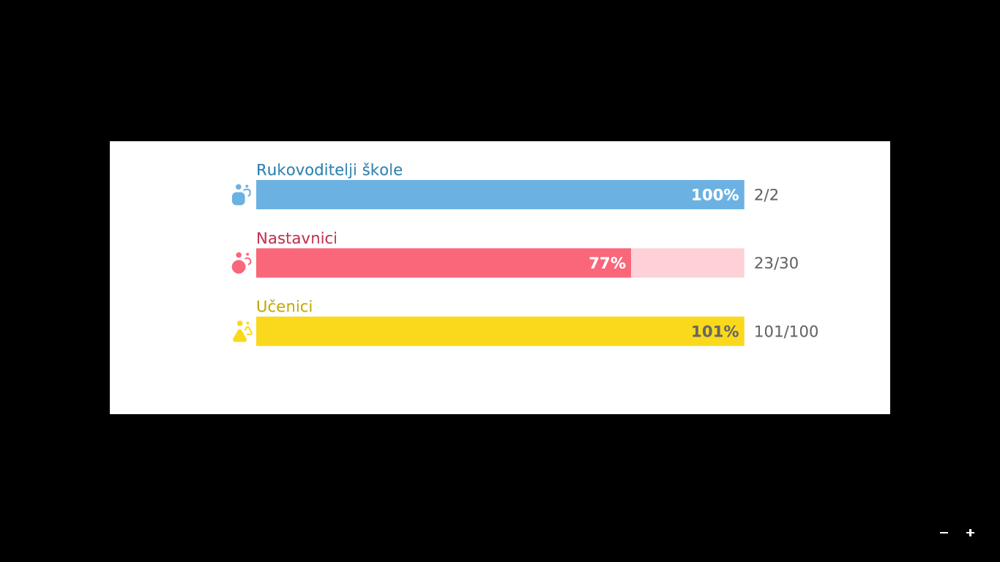 Rukovoditelji škole
100% 2/2
Nastavnici
77% 23/30
Učenici
101% 101/100